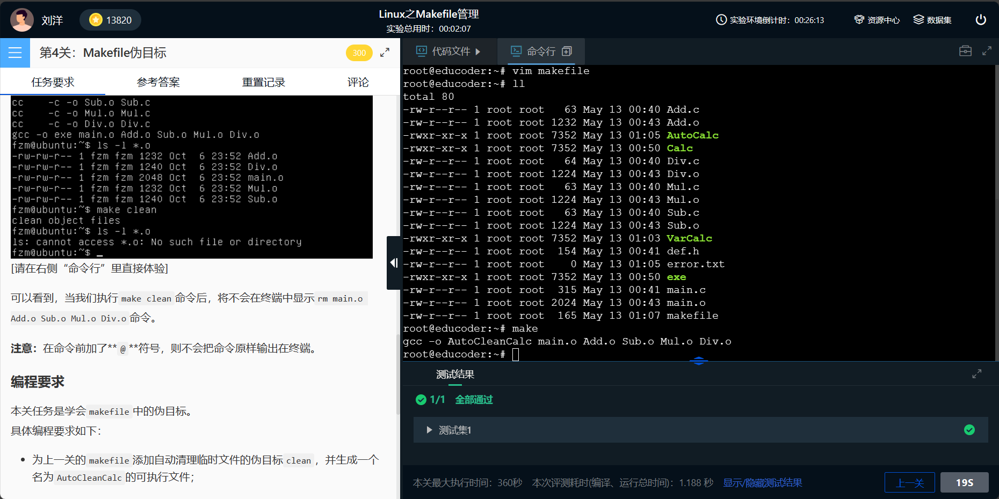 刘洋
13820
Linux之Makefile管理
实验总用时：00:02:07
实验环境倒计时：00:26:13
资源中心
数据集
第4关：Makefile伪目标
300
任务要求
参考答案
重置记录
评论
cc    -c -o Sub.o Sub.c
cc    -c -o Mul.o Mul.c
cc    -c -o Div.o Div.c
gcc -o exe main.o Add.o Sub.o Mul.o Div.o
fzm@ubuntu:~$ ls -l *.o
-rw-rw-r-- 1 fzm fzm 1232 Oct  6 23:52 Add.o
-rw-rw-r-- 1 fzm fzm 1240 Oct  6 23:52 Div.o
-rw-rw-r-- 1 fzm fzm 2048 Oct  6 23:52 main.o
-rw-rw-r-- 1 fzm fzm 1232 Oct  6 23:52 Mul.o
-rw-rw-r-- 1 fzm fzm 1240 Oct  6 23:52 Sub.o
fzm@ubuntu:~$ make clean
clean object files
fzm@ubuntu:~$ ls -l *.o
ls: cannot access *.o: No such file or directory
fzm@ubuntu:~$ _
[请在右侧“命令行”里直接体验]
可以看到，当我们执行 make clean 命令后，将不会在终端中显示 rm main.o
Add.o Sub.o Mul.o Div.o 命令。
注意：在命令前加了** @ **符号，则不会把命令原样输出在终端。
编程要求
本关任务是学会 makefile 中的伪目标。
具体编程要求如下：
• 为上一关的 makefile 添加自动清理临时文件的伪目标 clean ，并生成一个
名为 AutoCleanCalc 的可执行文件；
代码文件
命令行
root@educoder:~# vim makefile
root@educoder:~# ll
total 80
-rw-r--r-- 1 root root   63 May 13 00:40 Add.c
-rw-r--r-- 1 root root 1232 May 13 00:43 Add.o
-rwxr-xr-x 1 root root 7352 May 13 01:05 AutoCalc
-rwxr-xr-x 1 root root 7352 May 13 00:50 Calc
-rw-r--r-- 1 root root   64 May 13 00:40 Div.c
-rw-r--r-- 1 root root 1224 May 13 00:43 Div.o
-rw-r--r-- 1 root root   63 May 13 00:40 Mul.c
-rw-r--r-- 1 root root 1224 May 13 00:43 Mul.o
-rw-r--r-- 1 root root   63 May 13 00:40 Sub.c
-rw-r--r-- 1 root root 1224 May 13 00:43 Sub.o
-rwxr-xr-x 1 root root 7352 May 13 01:03 VarCalc
-rw-r--r-- 1 root root  154 May 13 00:41 def.h
-rw-r--r-- 1 root root    0 May 13 01:05 error.txt
-rwxr-xr-x 1 root root 7352 May 13 00:50 exe
-rw-r--r-- 1 root root  315 May 13 00:41 main.c
-rw-r--r-- 1 root root 2024 May 13 00:43 main.o
-rw-r--r-- 1 root root  165 May 13 01:07 makefile
root@educoder:~# make
gcc -o AutoCleanCalc main.o Add.o Sub.o Mul.o Div.o
root@educoder:~#
测试结果
1/1 全部通过
测试集1
本关最大执行时间：360秒 本次评测耗时(编译、运行总时间)：1.188 秒 显示/隐藏测试结果
上一关
19S